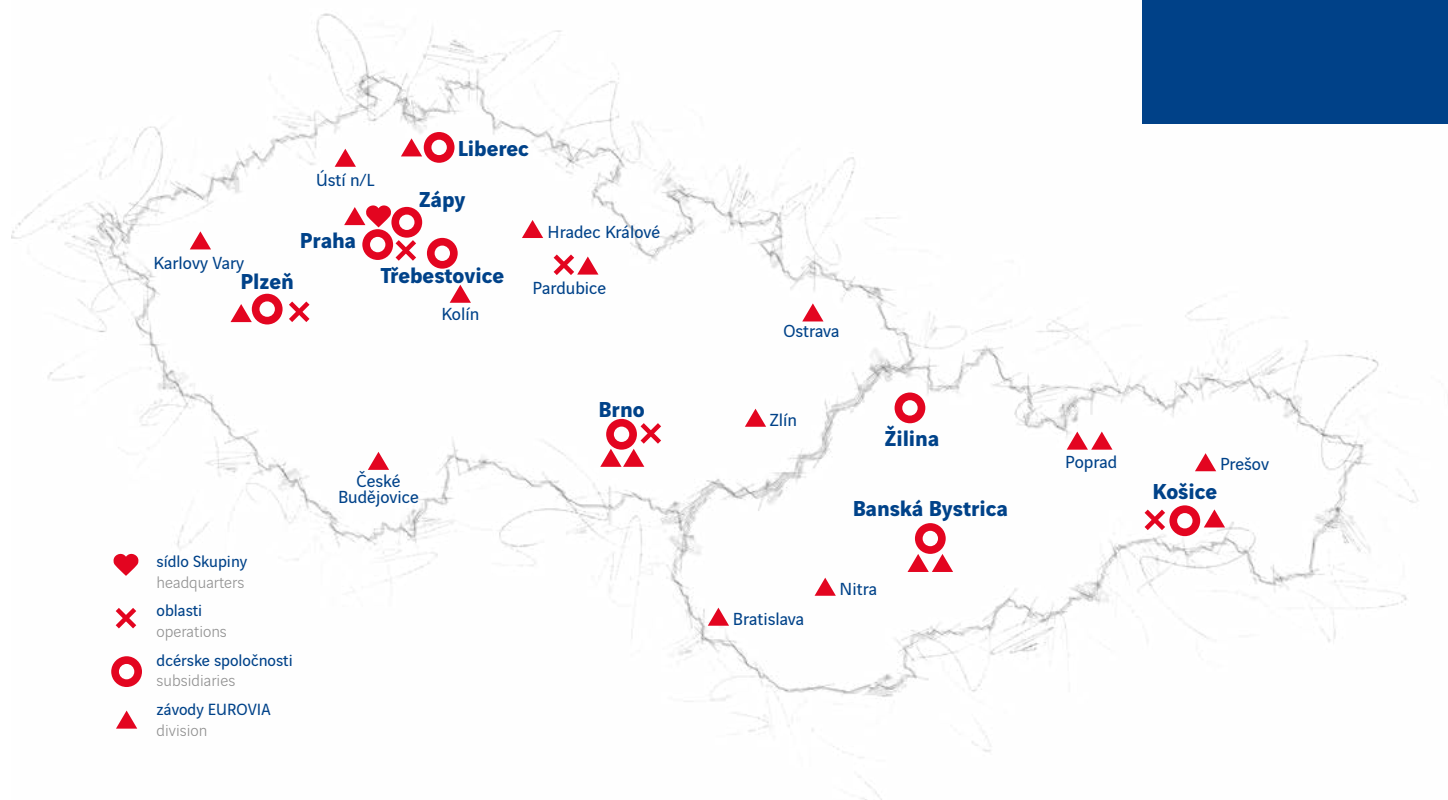 Liberec
Ústí n/L
Zápy
Praha
Hradec Králové
Karlovy Vary
Třebestovice
Plzeň
Pardubice
Kolín
Ostrava
Brno
Zlín
Žilina
Poprad
Prešov
České
Budějovice
Košice
Banská Bystrica
Nitra
Bratislava
sídlo Skupiny
headquarters
oblasti
operations
dcérske spoločnosti
subsidiaries
závody EUROVIA
division